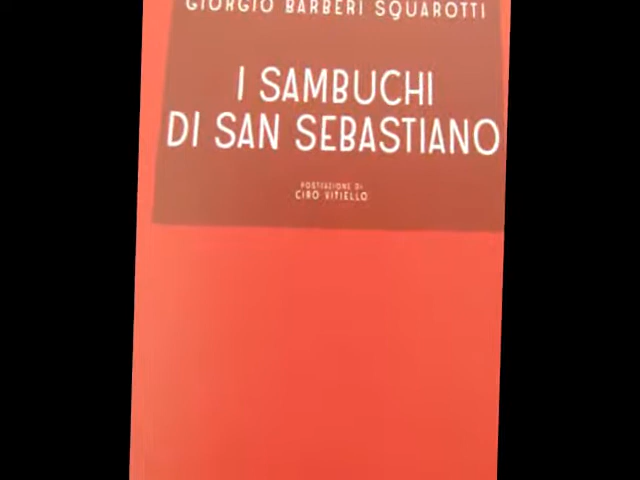 GIORGIO BARBERI SQUAROTTI
I SAMBUCHI
DI SAN SEBASTIANO
POSTFAZIONE DI
CIRO VITIELLO